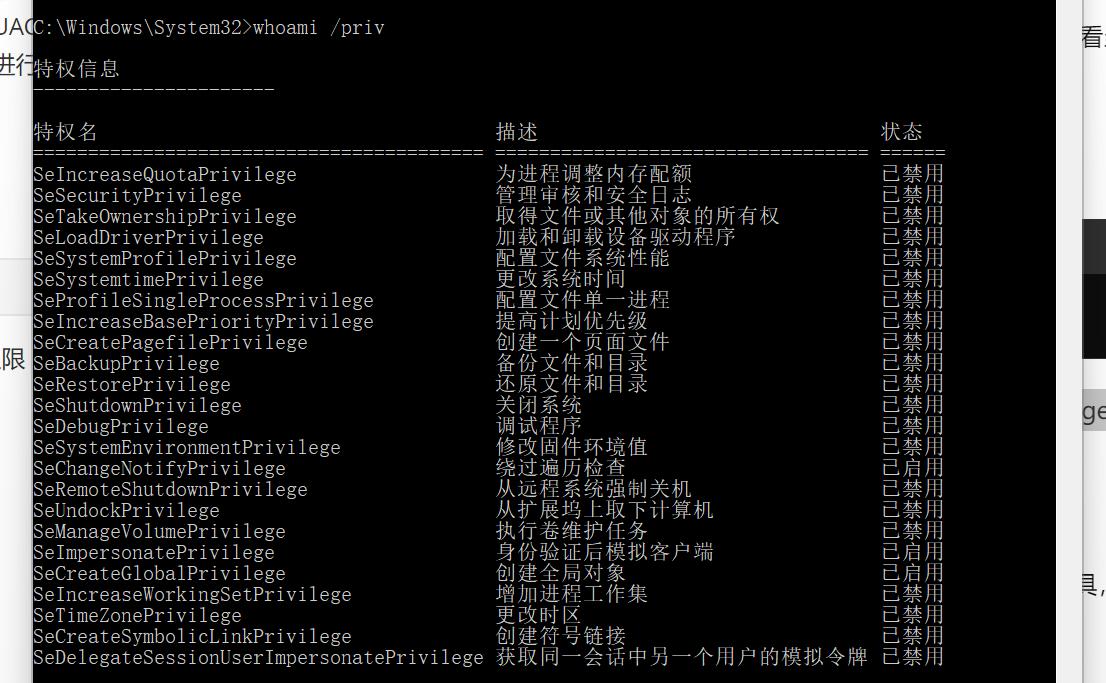 JAC
C:\Windows\System32>whoami /priv
看
进行
特权信息
----------------------
特权名 描述 状态
========================================= ================================== ======
SeIncreaseQuotaPrivilege 为进程调整内存配额 已禁用
SeSecurityPrivilege 管理审核和安全日志 已禁用
SeTakeOwnershipPrivilege 取得文件或其他对象的所有权 已禁用
SeLoadDriverPrivilege 加载和卸载设备驱动程序 已禁用
SeSystemProfilePrivilege 配置文件系统性能 已禁用
SeSystemtimePrivilege 更改系统时间 已禁用
SeProfileSingleProcessPrivilege 配置文件单一进程 已禁用
SeIncreaseBasePriorityPrivilege 提高计划优先级 已禁用
SeCreatePagefilePrivilege 创建一个页面文件 已禁用
限
SeBackupPrivilege 备份文件和目录 已禁用
SeRestorePrivilege 还原文件和目录 已禁用
SeShutdownPrivilege 关闭系统 已禁用
ge
SeDebugPrivilege 调试程序 已禁用
SeSystemEnvironmentPrivilege 修改固件环境值 已禁用
SeChangeNotifyPrivilege 绕过遍历检查 已启用
SeRemoteShutdownPrivilege 从远程系统强制关机 已禁用
SeUndockPrivilege 从扩展坞上取下计算机 已禁用
SeManageVolumePrivilege 执行卷维护任务 已禁用
SeImpersonatePrivilege 身份验证后模拟客户端 已启用
SeCreateGlobalPrivilege 创建全局对象 已启用
具,
SeIncreaseWorkingSetPrivilege 增加进程工作集 已禁用
SeTimeZonePrivilege 更改时区 已禁用
SeCreateSymbolicLinkPrivilege 创建符号链接 已禁用
SeDelegateSessionUserImpersonatePrivilege 获取同一会话中另一个用户的模拟令牌 已禁用